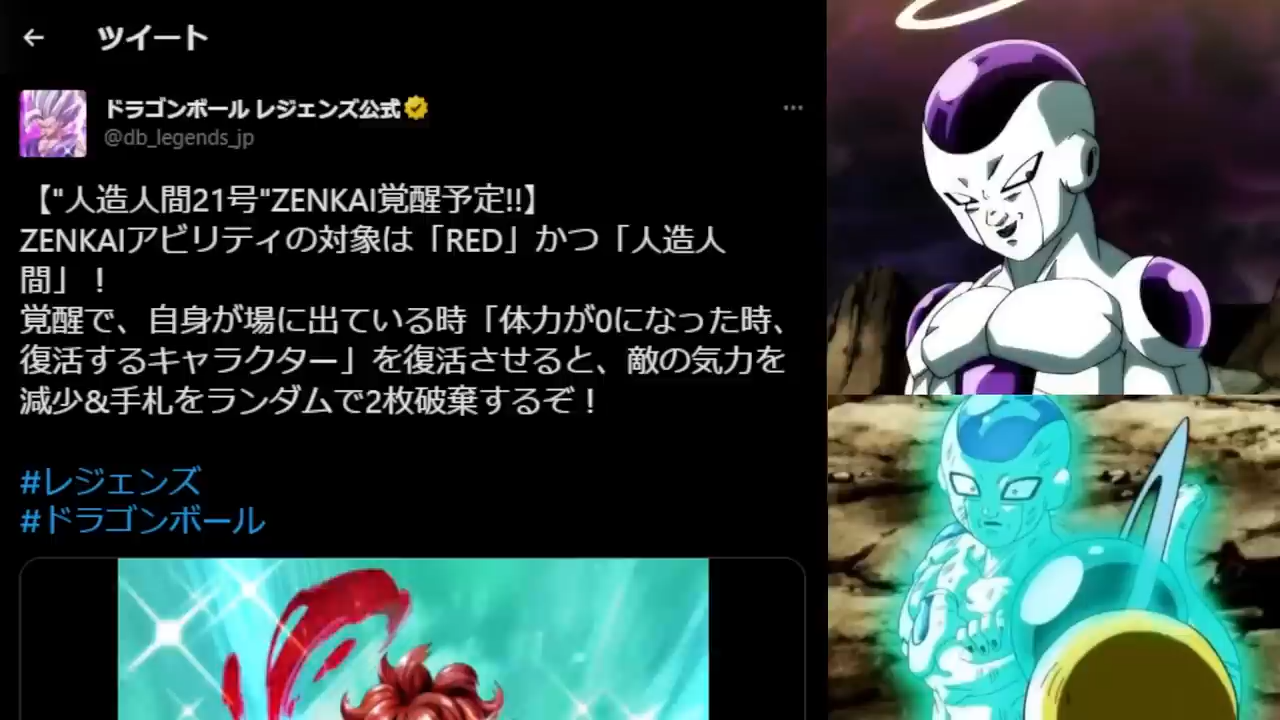 ツイート
ドラゴンボール レジェンズ公式
@db_legends_jp
【"人造人間21号"ZENKAI覚醒予定!!】
ZENKAIアビリティの対象は「RED」かつ「人造人
間」！
覚醒で、自身が場に出ている時「体力が0になった時、
復活するキャラクター」を復活させると、敵の気力を
減少&手札をランダムで2枚破棄するぞ！
#レジェンズ
#ドラゴンボール